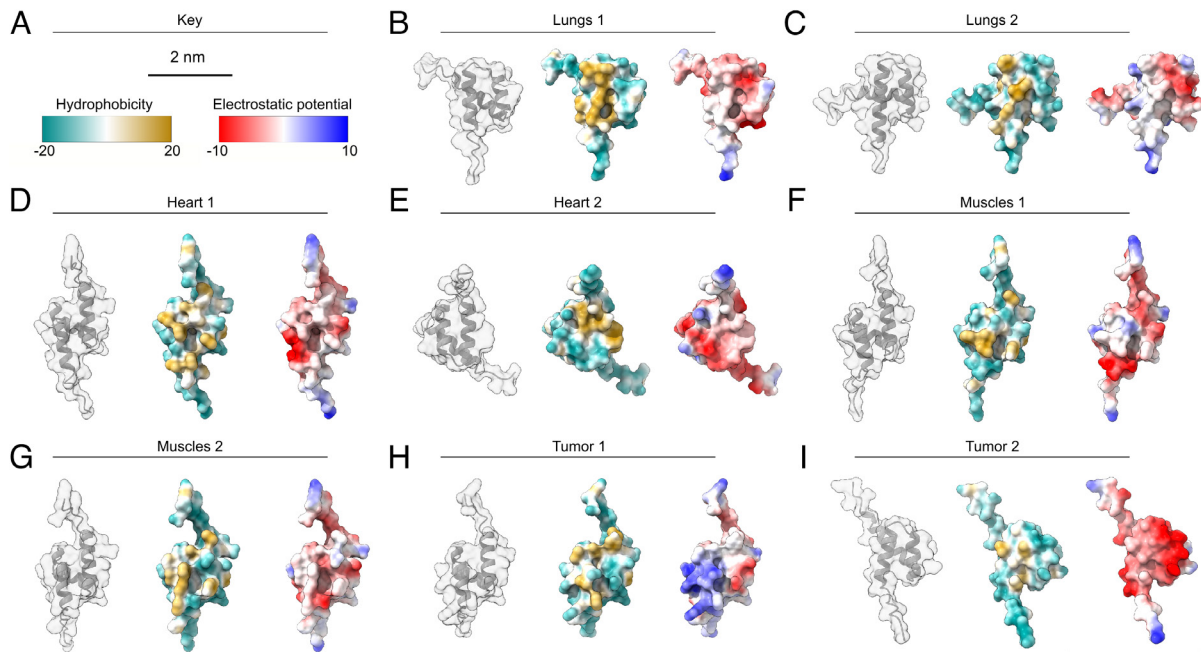 A
Key
2 nm
Hydrophobicity
Electrostatic potential
-20
20
-10
10
B
Lungs 1
C
Lungs 2
D
Heart 1
E
Heart 2
F
Muscles 1
G
Muscles 2
H
Tumor 1
I
Tumor 2